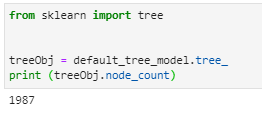 from sklearn import tree
treeObj = default_tree_model.tree_
print (treeObj.node_count)
1987